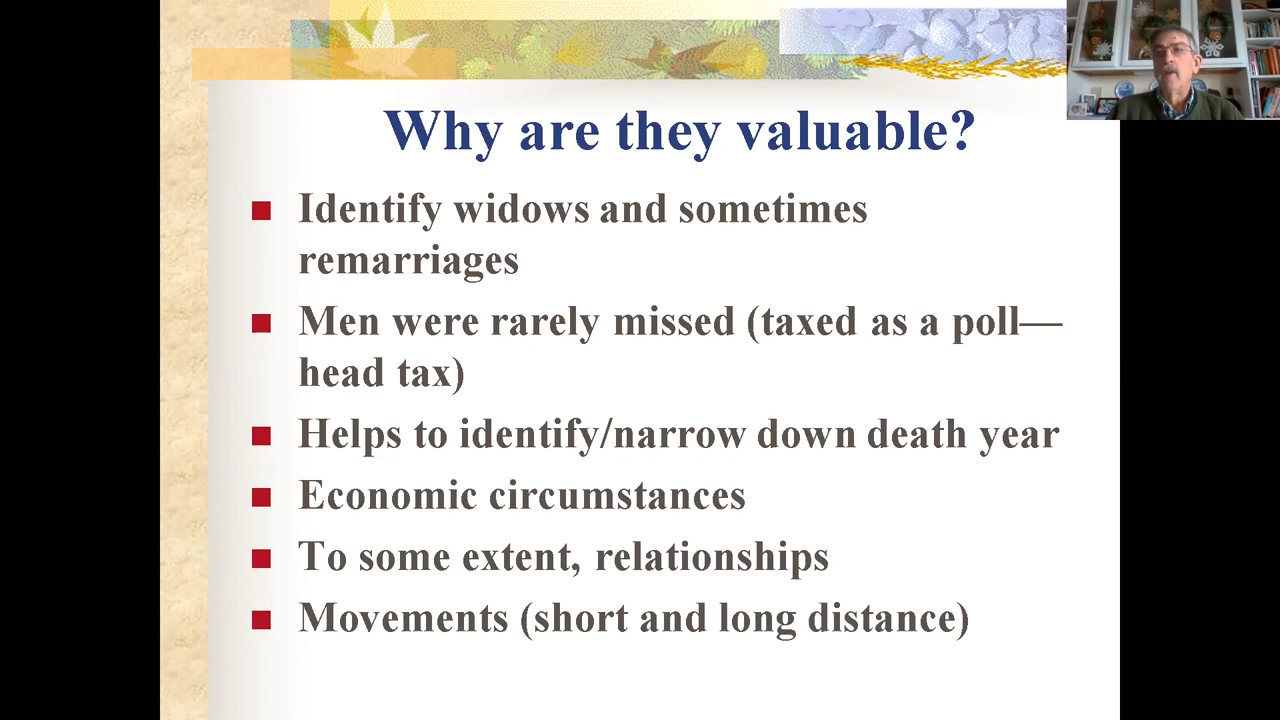 Why are they valuable?
Identify widows and sometimes
remarriages
Men were rarely missed (taxed as a poll—
head tax)
Helps to identify/narrow down death year
Economic circumstances
To some extent, relationships
Movements (short and long distance)